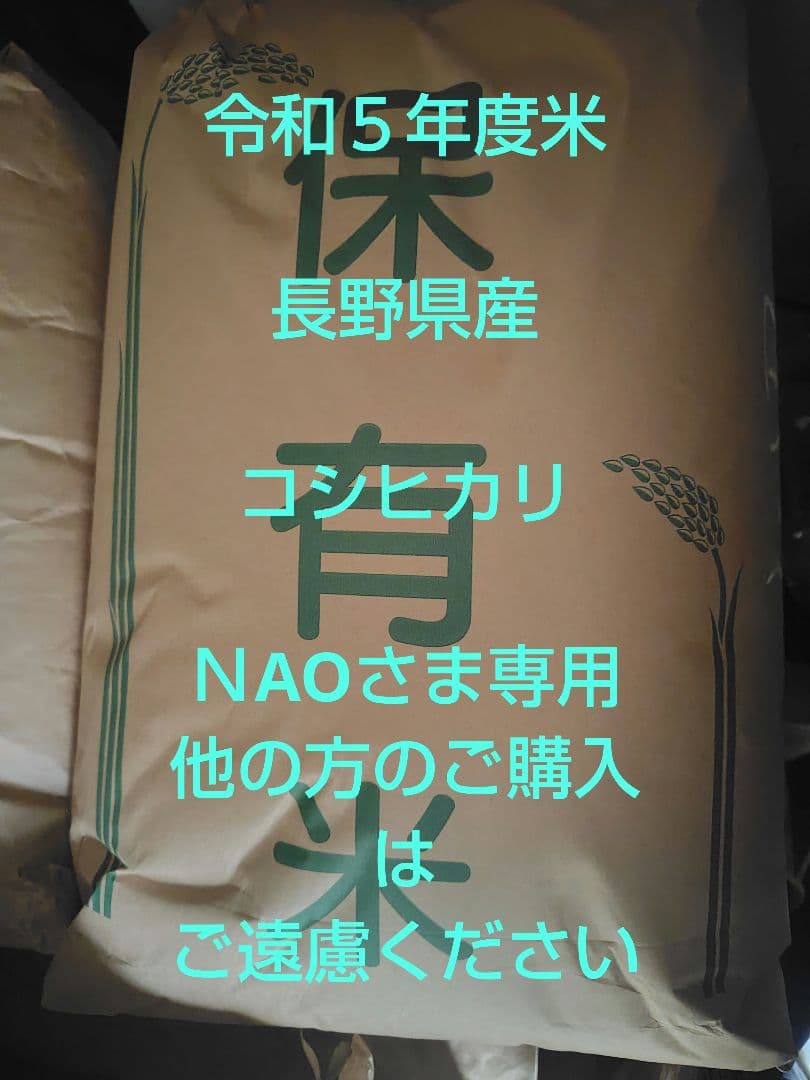 令和５年度米
長野県産
コシヒカリ
ＮAOさま専用
他の方のご購入
は
ご遠慮ください
保
有
米